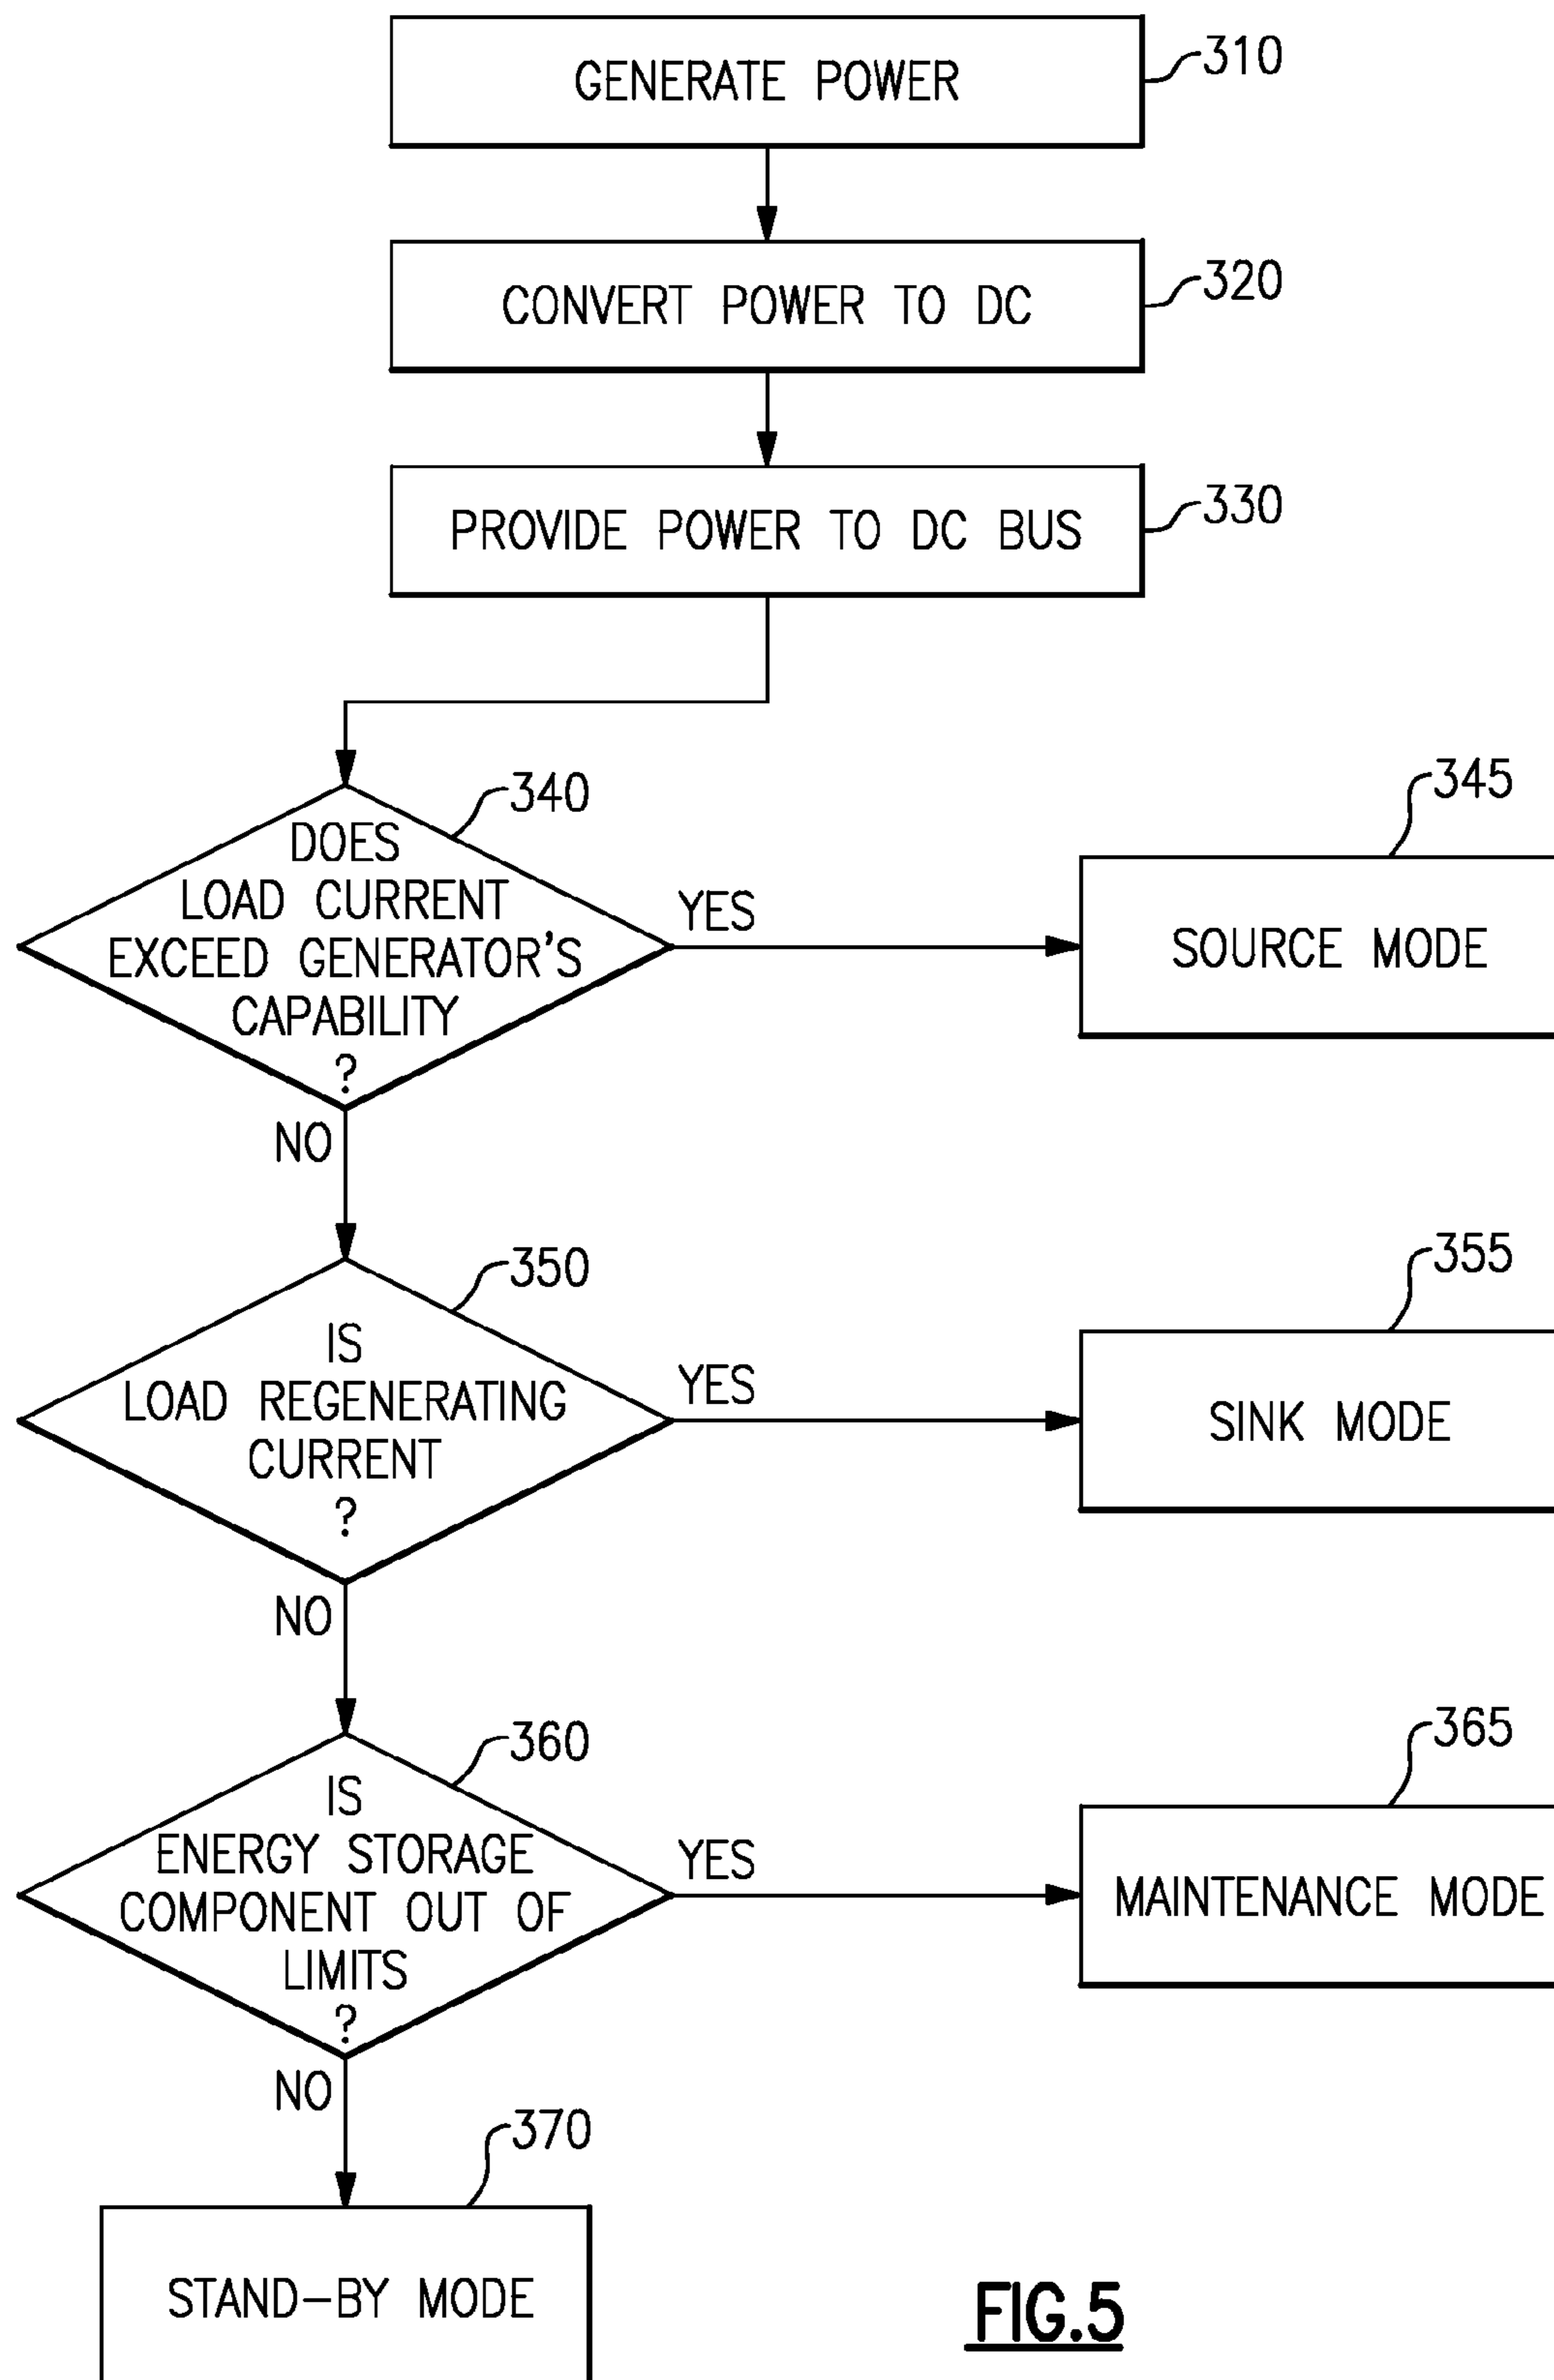 GENERATE POWER
310
CONVERT POWER TO DC
320
PROVIDE POWER TO DC BUS
330
340
DOES
LOAD CURRENT
EXCEED GENERATOR'S
CAPABILITY
?
YES
345
SOURCE MODE
NO
350
IS
LOAD REGENERATING
CURRENT
?
YES
355
SINK MODE
NO
360
IS
ENERGY STORAGE
COMPONENT OUT OF
LIMITS
?
YES
365
MAINTENANCE MODE
NO
370
STAND-BY MODE
FIG.5